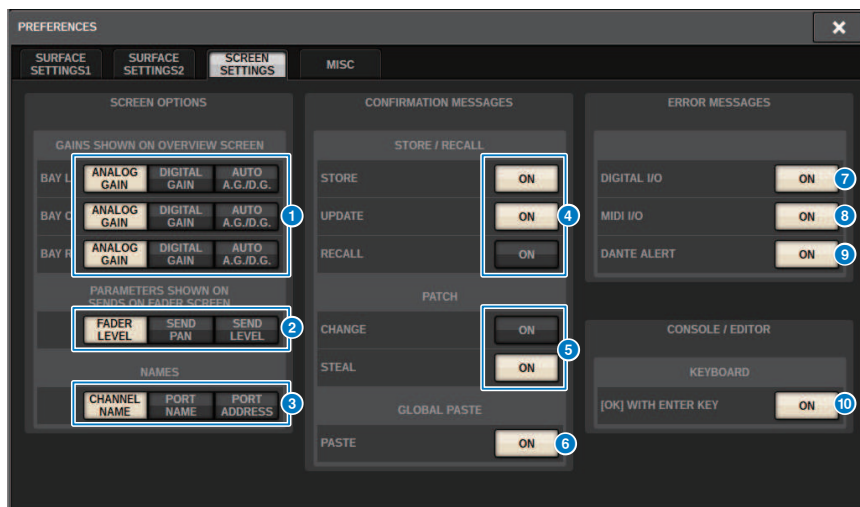 PREFERENCES
SURFACE SETTINGS1
SURFACE SETTINGS2
SCREEN SETTINGS
MISC
SCREEN OPTIONS
GAINS SHOWN ON OVERVIEW SCREEN
BAY L ANALOG GAIN DIGITAL GAIN AUTO A.G./D.G.
BAY C ANALOG GAIN DIGITAL GAIN AUTO A.G./D.G. 1
BAY R ANALOG GAIN DIGITAL GAIN AUTO A.G./D.G.
PARAMETERS SHOWN ON
SENDS ON FADER SCREEN
FADER LEVEL SEND PAN SEND LEVEL 2
NAMES
CHANNEL NAME PORT NAME PORT ADDRESS 3
CONFIRMATION MESSAGES
STORE / RECALL
STORE ON
UPDATE ON 4
RECALL ON
PATCH
CHANGE ON
5
STEAL ON
GLOBAL PASTE
PASTE ON 6
ERROR MESSAGES
DIGITAL I/O ON 7
MIDI I/O ON 8
DANTE ALERT ON 9
CONSOLE / EDITOR
KEYBOARD
[OK] WITH ENTER KEY ON 10